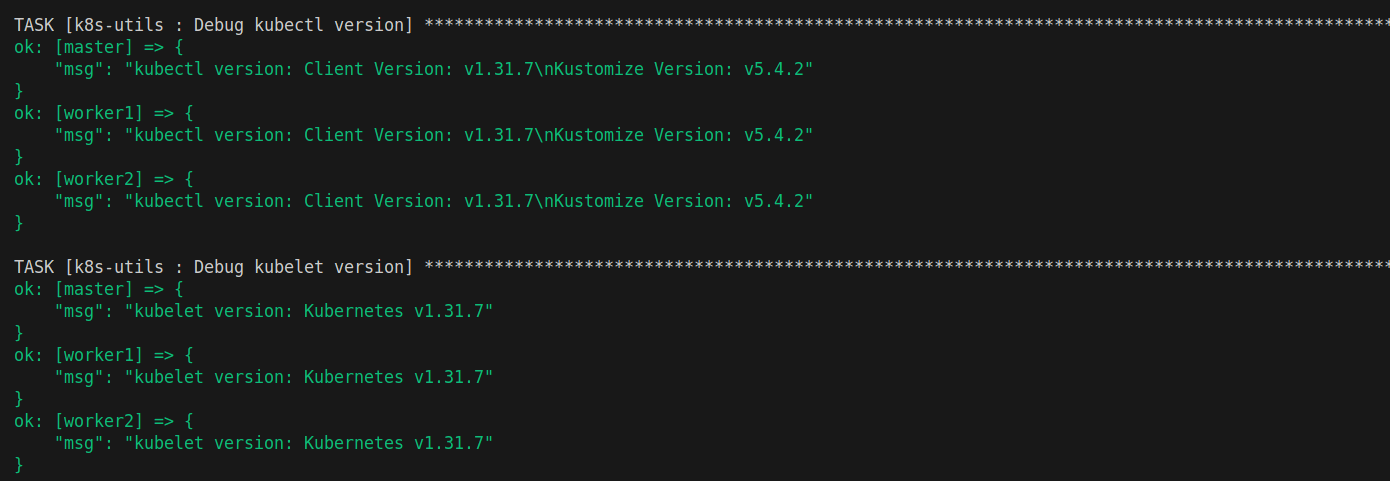 TASK [k8s-utils : Debug kubectl version] *************************************************************************************************
ok: [master] => {
    "msg": "kubectl version: Client Version: v1.31.7\nKustomize Version: v5.4.2"
}
ok: [worker1] => {
    "msg": "kubectl version: Client Version: v1.31.7\nKustomize Version: v5.4.2"
}
ok: [worker2] => {
    "msg": "kubectl version: Client Version: v1.31.7\nKustomize Version: v5.4.2"
}
TASK [k8s-utils : Debug kubelet version] *************************************************************************************************
ok: [master] => {
    "msg": "kubelet version: Kubernetes v1.31.7"
}
ok: [worker1] => {
    "msg": "kubelet version: Kubernetes v1.31.7"
}
ok: [worker2] => {
    "msg": "kubelet version: Kubernetes v1.31.7"
}